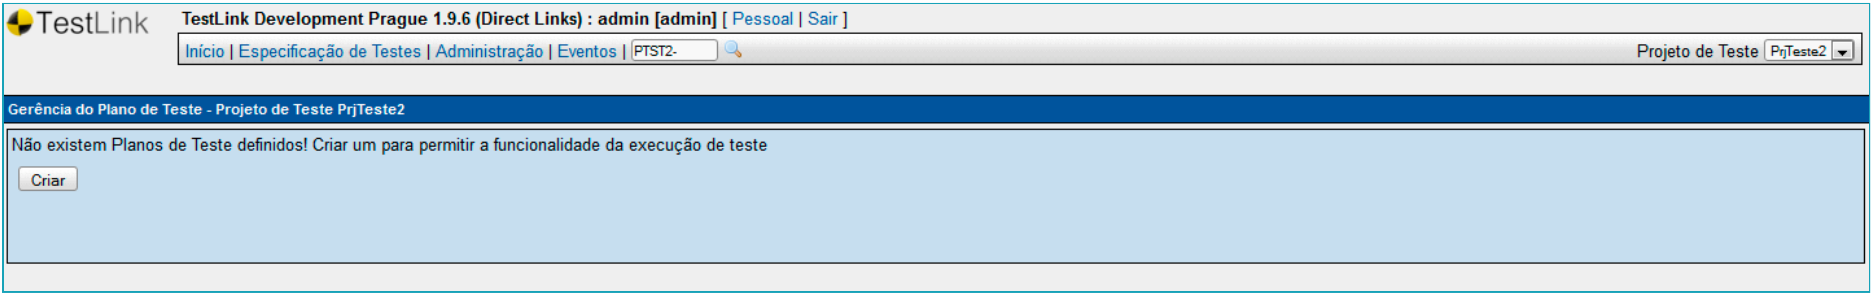 TestLink
TestLink Development Prague 1.9.6 (Direct Links) : admin [admin] [ Pessoal | Sair ]
Início | Especificação de Testes | Administração | Eventos | PTST2-
Projeto de Teste PrjTeste2
Gerência do Plano de Teste - Projeto de Teste PrjTeste2
Não existem Planos de Teste definidos! Criar um para permitir a funcionalidade da execução de teste
Criar